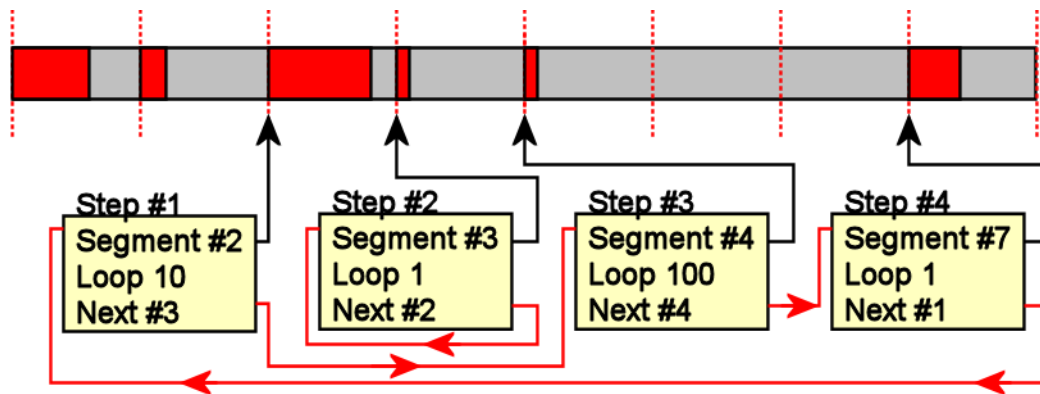 Step #1
Segment #2
Loop 10
Next #3
Step #2
Segment #3
Loop 1
Next #2
Step #3
Segment #4
Loop 100
Next #4
Step #4
Segment #7
Loop 1
Next #1